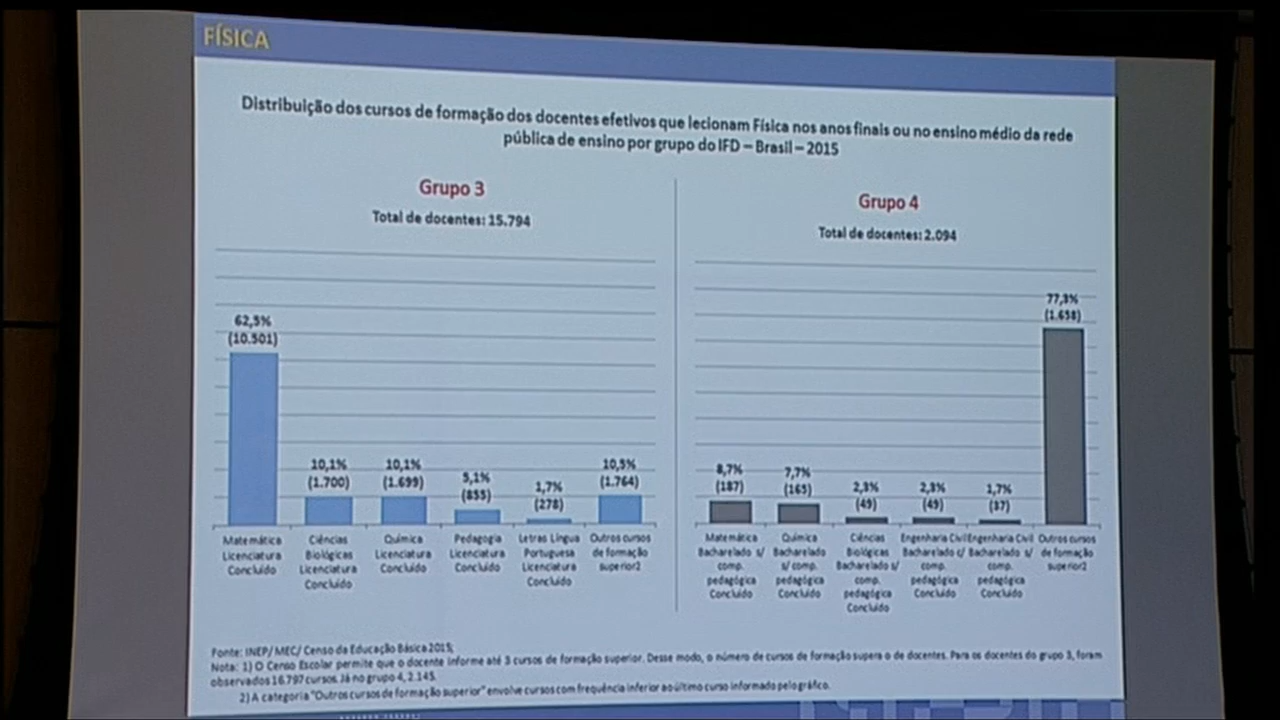 FÍSICA
Distribuição dos cursos de formação dos docentes efetivos que lecionam Física nos anos finais ou no ensino médio da rede
pública de ensino por grupo do IFD – Brasil – 2015
Grupo 3
Total de docentes: 15.794
62,5%
(10.501)
10,1%
(1.700)
10,1%
(1.699)
5,1%
(855)
1,7%
(278)
10,5%
(1.764)
Matemática
Licenciatura
Concluído
Ciências
Biológicas
Licenciatura
Concluído
Química
Licenciatura
Concluído
Pedagogia
Licenciatura
Concluído
Letras Língua
Portuguesa
Licenciatura
Concluído
Outros cursos
de formação
superior2
Grupo 4
Total de docentes: 2.094
8,7%
(187)
7,7%
(165)
2,3%
(49)
2,3%
(49)
1,7%
(37)
77,3%
(1.658)
Matemática
Bacharelado s/
comp.
pedagógica
Concluído
Química
Bacharelado
s/ comp.
pedagógica
Concluído
Ciências
Biológicas
Bacharelado s/
comp.
pedagógica
Concluído
Engenharia Civil
Bacharelado c/
comp.
pedagógica
Concluído
Engenharia Civil
Bacharelado s/
comp.
pedagógica
Concluído
Outros cursos
de formação
superior2
Fonte: INEP/ MEC/ Censo da Educação Básica 2015;
Nota: 1) O Censo Escolar permite que o docente informe até 3 cursos de formação superior. Desse modo, o número de cursos de formação supera o de docentes. Para os docentes do grupo 3, foram
observados 16.797 cursos. Já no grupo 4, 2.145.
2) A categoria "Outros cursos de formação superior" envolve cursos com frequência inferior ao último curso informado pelo gráfico.